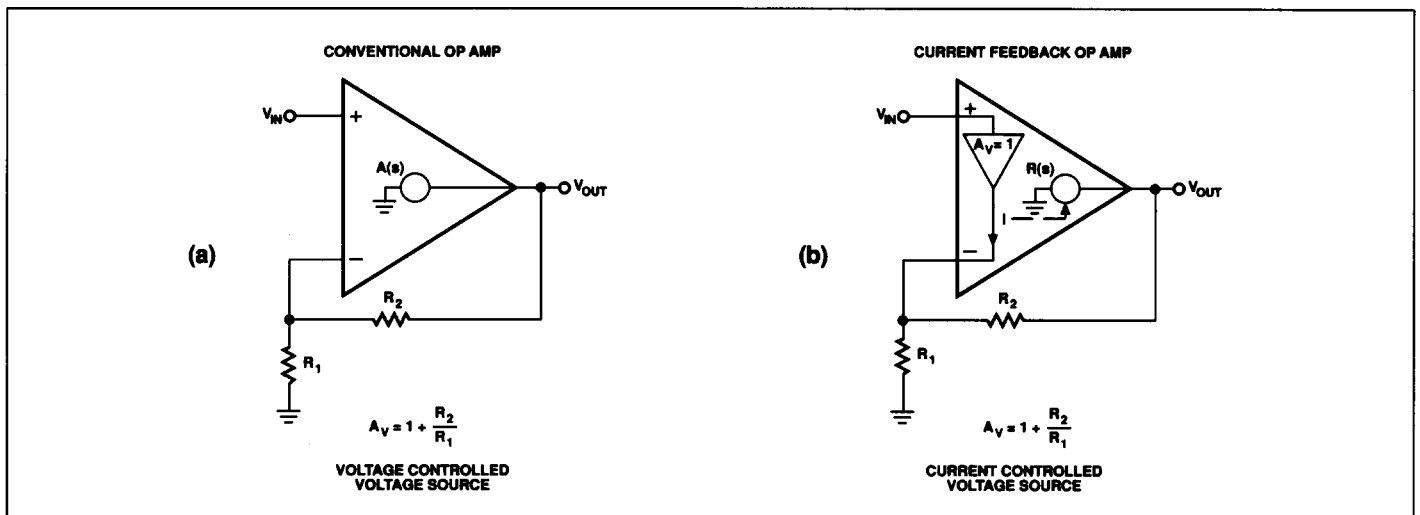 CONVENTIONAL OP AMP
V_IN
+
A(s)
V_OUT
(a)
−
R_2
R_1
A_V = 1 + R_2/R_1
VOLTAGE CONTROLLED
VOLTAGE SOURCE
CURRENT FEEDBACK OP AMP
V_IN
+
A_V = 1
R(s)
V_OUT
I
(b)
−
R_2
R_1
A_V = 1 + R_2/R_1
CURRENT CONTROLLED
VOLTAGE SOURCE